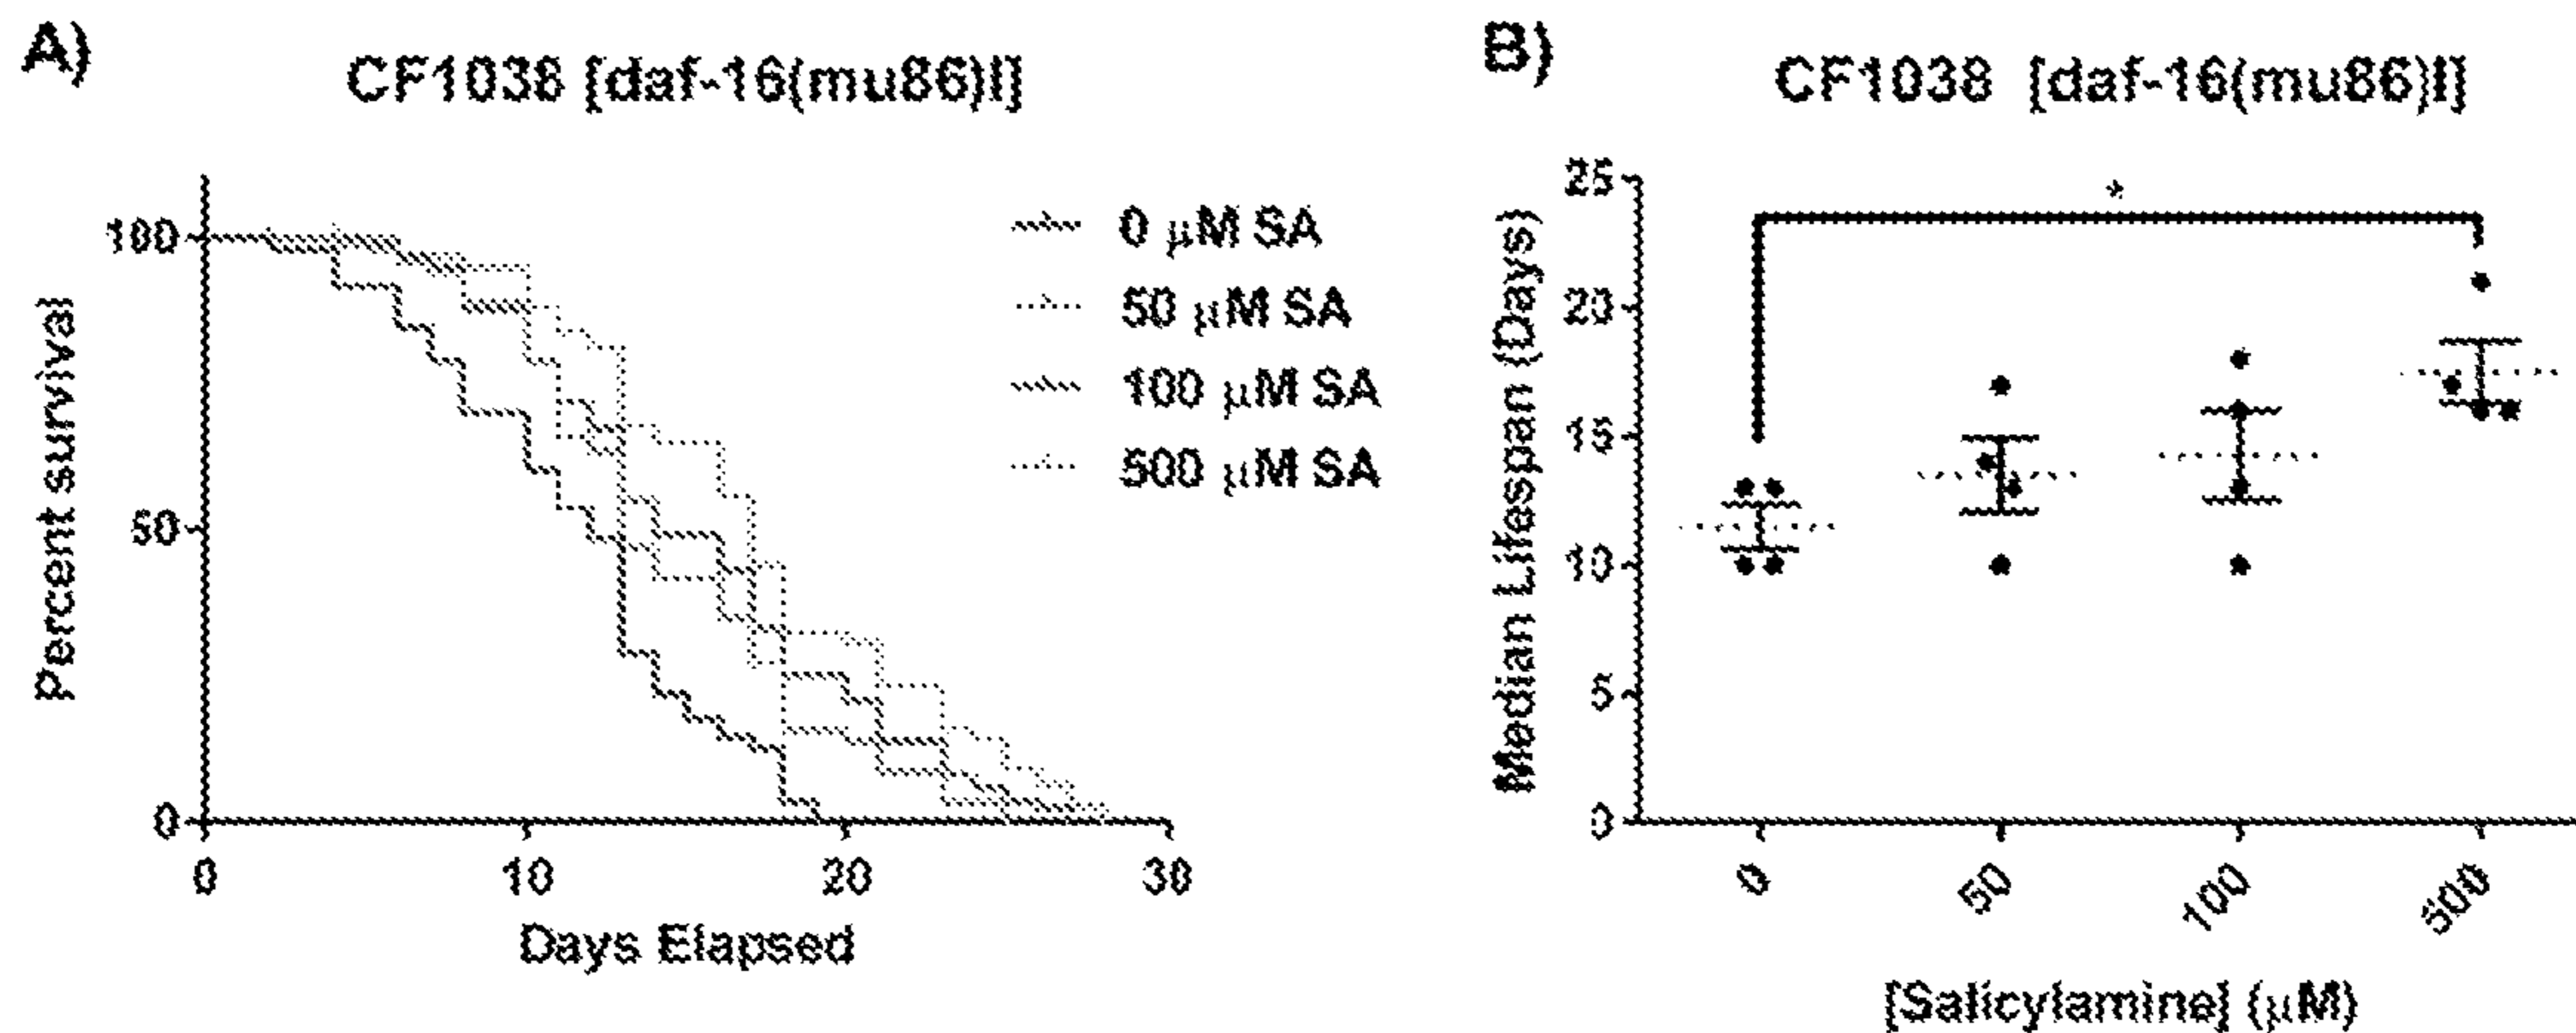 A)
CF1038 [daf-16(mu86)I]
Percent survival
100
50
0
0 10 20 30
Days Elapsed
0 μM SA
50 μM SA
100 μM SA
500 μM SA
B)
CF1038 [daf-16(mu86)I]
*
Median Lifespan (Days)
25
20
15
10
5
0
0 50 100 500
[Salicylamine] (μM)